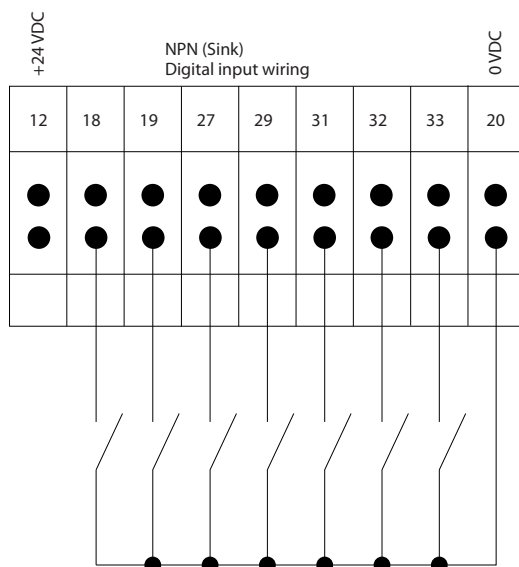 +24 VDC
NPN (Sink)
Digital input wiring
0 VDC
12 18 19 27 29 31 32 33 20